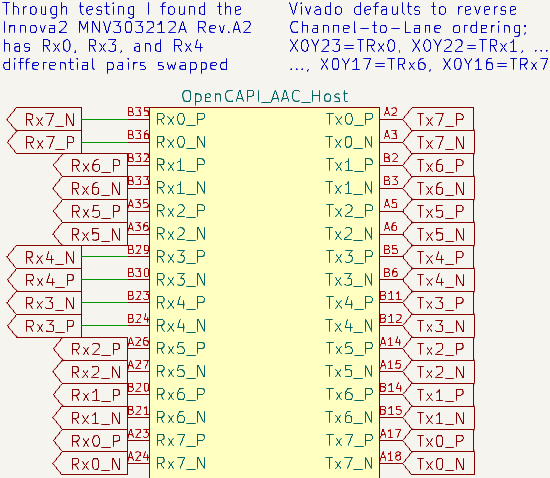 Through testing I found the
Innova2 MNV303212A Rev.A2
has Rx0, Rx3, and Rx4
differential pairs swapped
Vivado defaults to reverse
Channel-to-Lane ordering;
X0Y23=TRx0, X0Y22=TRx1, ...
..., X0Y17=TRx6, X0Y16=TRx7
OpenCAPI_AAC_Host
Rx7_N B35 Rx0_P Tx0_P A2 Tx7_P
Rx7_P B36 Rx0_N Tx0_N A3 Tx7_N
Rx6_P B32 Rx1_P Tx1_P B2 Tx6_P
Rx6_N B33 Rx1_N Tx1_N B3 Tx6_N
Rx5_P A35 Rx2_P Tx2_P A5 Tx5_P
Rx5_N A36 Rx2_N Tx2_N A6 Tx5_N
Rx4_N B29 Rx3_P Tx3_P B5 Tx4_P
Rx4_P B30 Rx3_N Tx3_N B6 Tx4_N
Rx3_N B23 Rx4_P Tx4_P B11 Tx3_P
Rx3_P B24 Rx4_N Tx4_N B12 Tx3_N
Rx2_P A26 Rx5_P Tx5_P A14 Tx2_P
Rx2_N A27 Rx5_N Tx5_N A15 Tx2_N
Rx1_P B20 Rx6_P Tx6_P B14 Tx1_P
Rx1_N B21 Rx6_N Tx6_N B15 Tx1_N
Rx0_P A23 Rx7_P Tx7_P A17 Tx0_P
Rx0_N A24 Rx7_N Tx7_N A18 Tx0_N